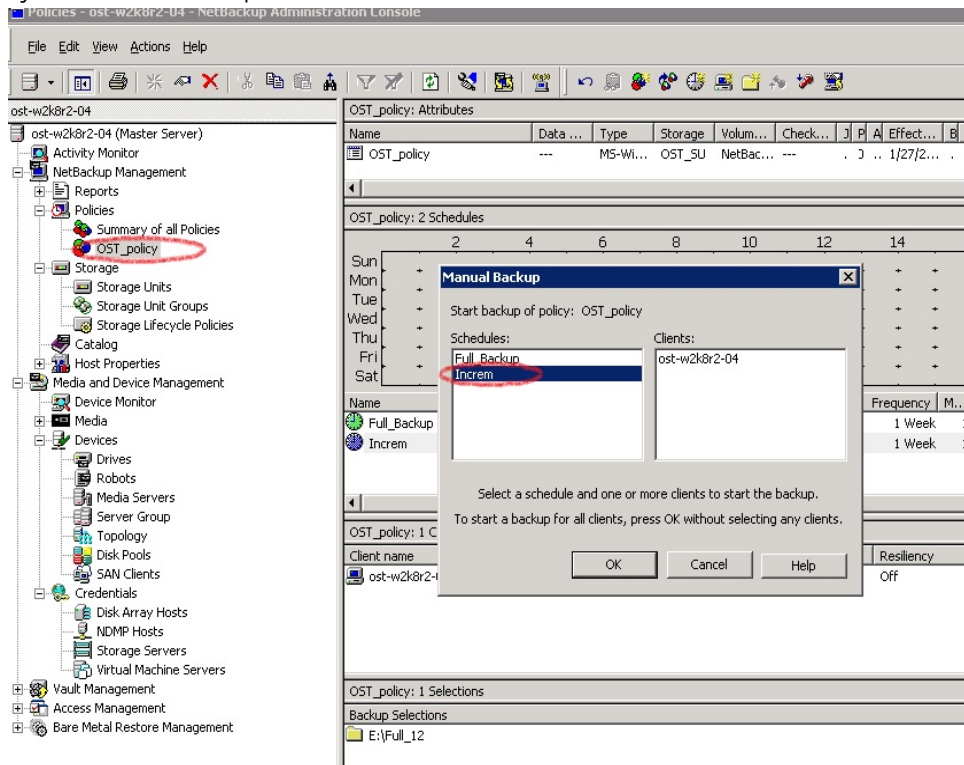 Policies - ost-w2k8r2-04 - NetBackup Administration Console
File Edit View Actions Help
ost-w2k8r2-04
ost-w2k8r2-04 (Master Server)
Activity Monitor
NetBackup Management
Reports
Policies
Summary of all Policies
OST_policy
Storage
Storage Units
Storage Unit Groups
Storage Lifecycle Policies
Catalog
Host Properties
Media and Device Management
Device Monitor
Media
Devices
Drives
Robots
Media Servers
Server Group
Topology
Disk Pools
SAN Clients
Credentials
Disk Array Hosts
NDMP Hosts
Storage Servers
Virtual Machine Servers
Vault Management
Access Management
Bare Metal Restore Management
OST_policy: Attributes
Name Data ... Type Storage Volum... Check... J P A Effect... B
OST_policy --- MS-Wi... OST_SU NetBac... --- . .. 1/27/2... .
OST_policy: 2 Schedules
2 4 6 8 10 12 14
Sun
Mon
Tue
Wed
Thu
Fri
Sat
Manual Backup
Start backup of policy: OST_policy
Schedules: Clients:
Full_Backup ost-w2k8r2-04
Increm
Select a schedule and one or more clients to start the backup.
To start a backup for all clients, press OK without selecting any clients.
OK Cancel Help
Name Frequency M..
Full_Backup 1 Week
Increm 1 Week
OST_policy: 1 C
Client name Resiliency
ost-w2k8r2- Off
OST_policy: 1 Selections
Backup Selections
E:\Full_12